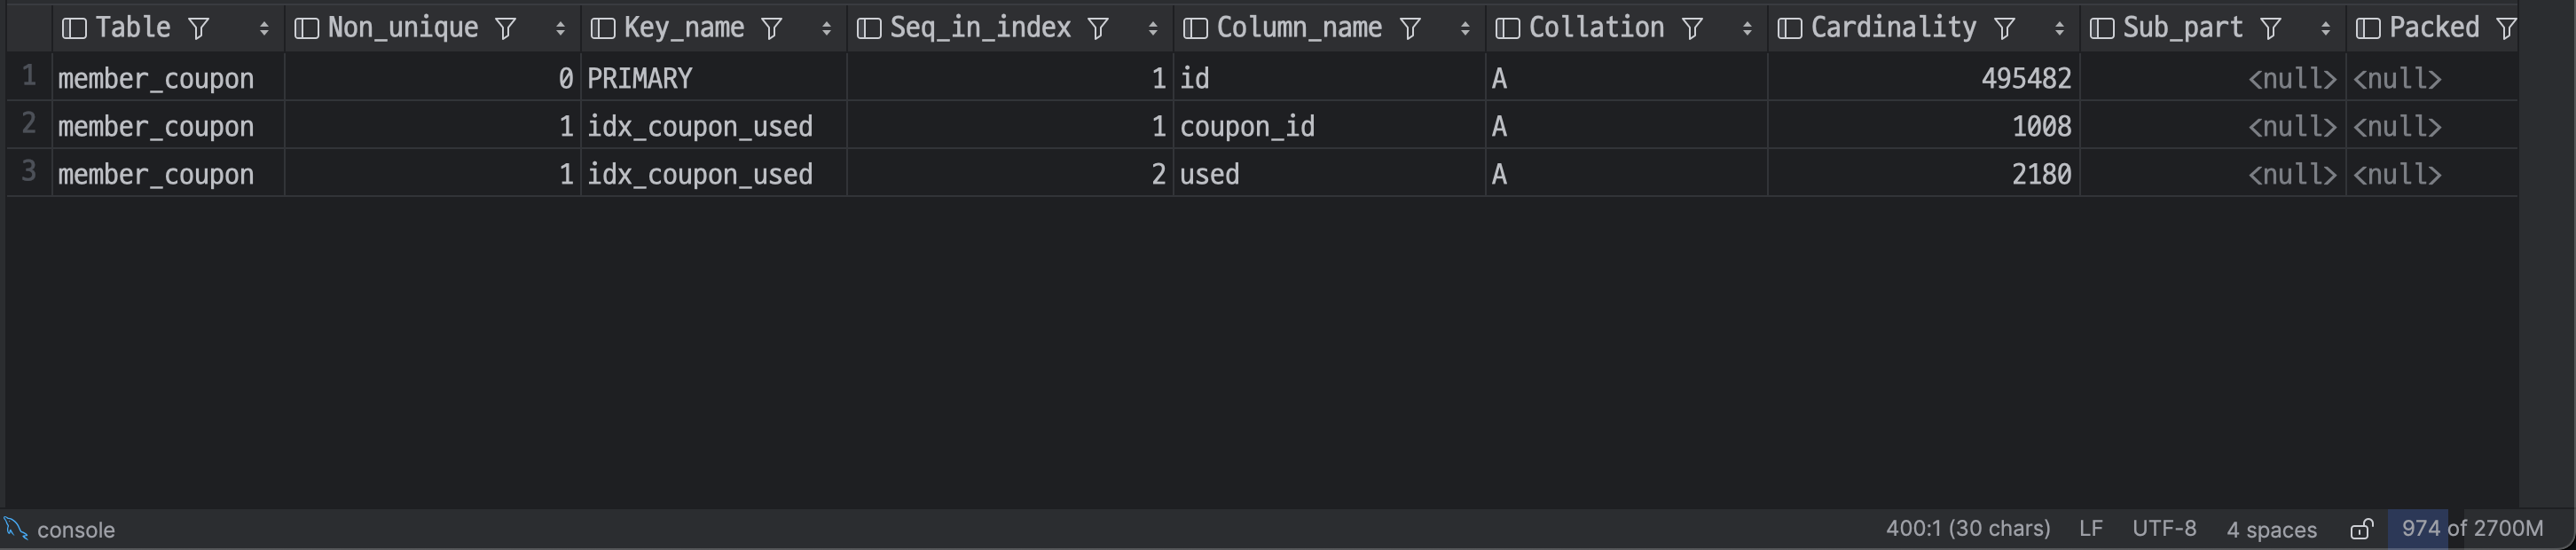 Table Non_unique Key_name Seq_in_index Column_name Collation Cardinality Sub_part Packed
1 member_coupon 0 PRIMARY 1 id A 495482 <null> <null>
2 member_coupon 1 idx_coupon_used 1 coupon_id A 1008 <null> <null>
3 member_coupon 1 idx_coupon_used 2 used A 2180 <null> <null>
console 400:1 (30 chars) LF UTF-8 4 spaces 974 of 2700M